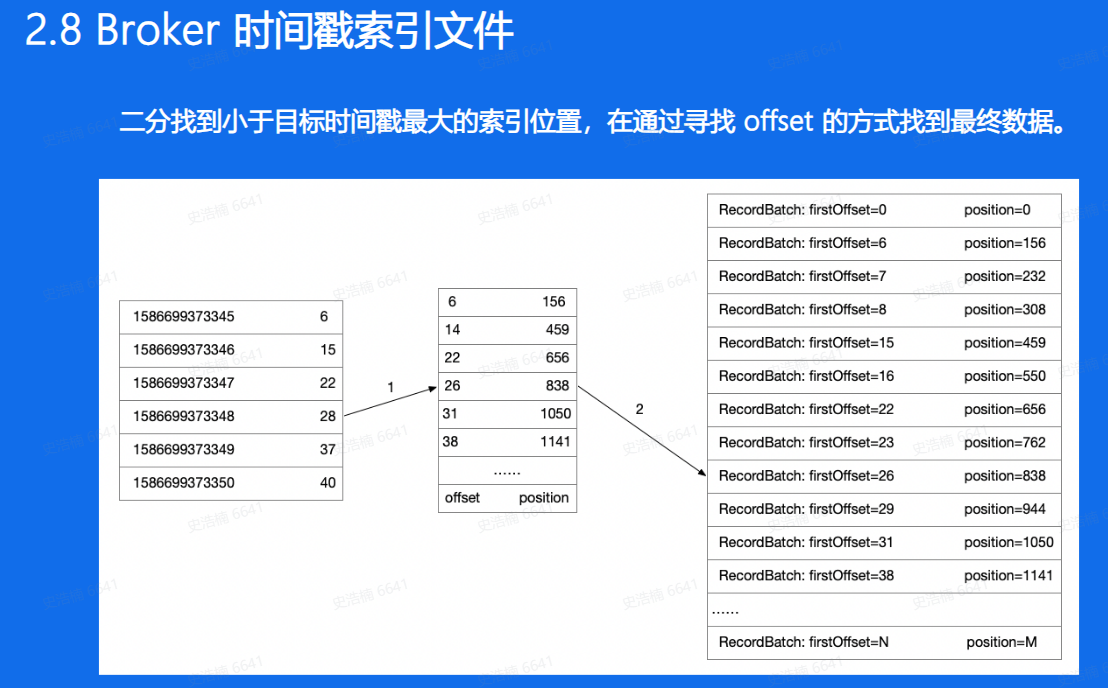 2.8 Broker 时间戳索引文件
二分找到小于目标时间戳最大的索引位置，在通过寻找 offset 的方式找到最终数据。
1586699373345 6
1586699373346 15
1586699373347 22
1586699373348 28
1586699373349 37
1586699373350 40
1
6 156
14 459
22 656
26 838
31 1050
38 1141
......
offset position
2
RecordBatch: firstOffset=0 position=0
RecordBatch: firstOffset=6 position=156
RecordBatch: firstOffset=7 position=232
RecordBatch: firstOffset=8 position=308
RecordBatch: firstOffset=15 position=459
RecordBatch: firstOffset=16 position=550
RecordBatch: firstOffset=22 position=656
RecordBatch: firstOffset=23 position=762
RecordBatch: firstOffset=26 position=838
RecordBatch: firstOffset=29 position=944
RecordBatch: firstOffset=31 position=1050
RecordBatch: firstOffset=38 position=1141
......
RecordBatch: firstOffset=N position=M
史浩楠 6641